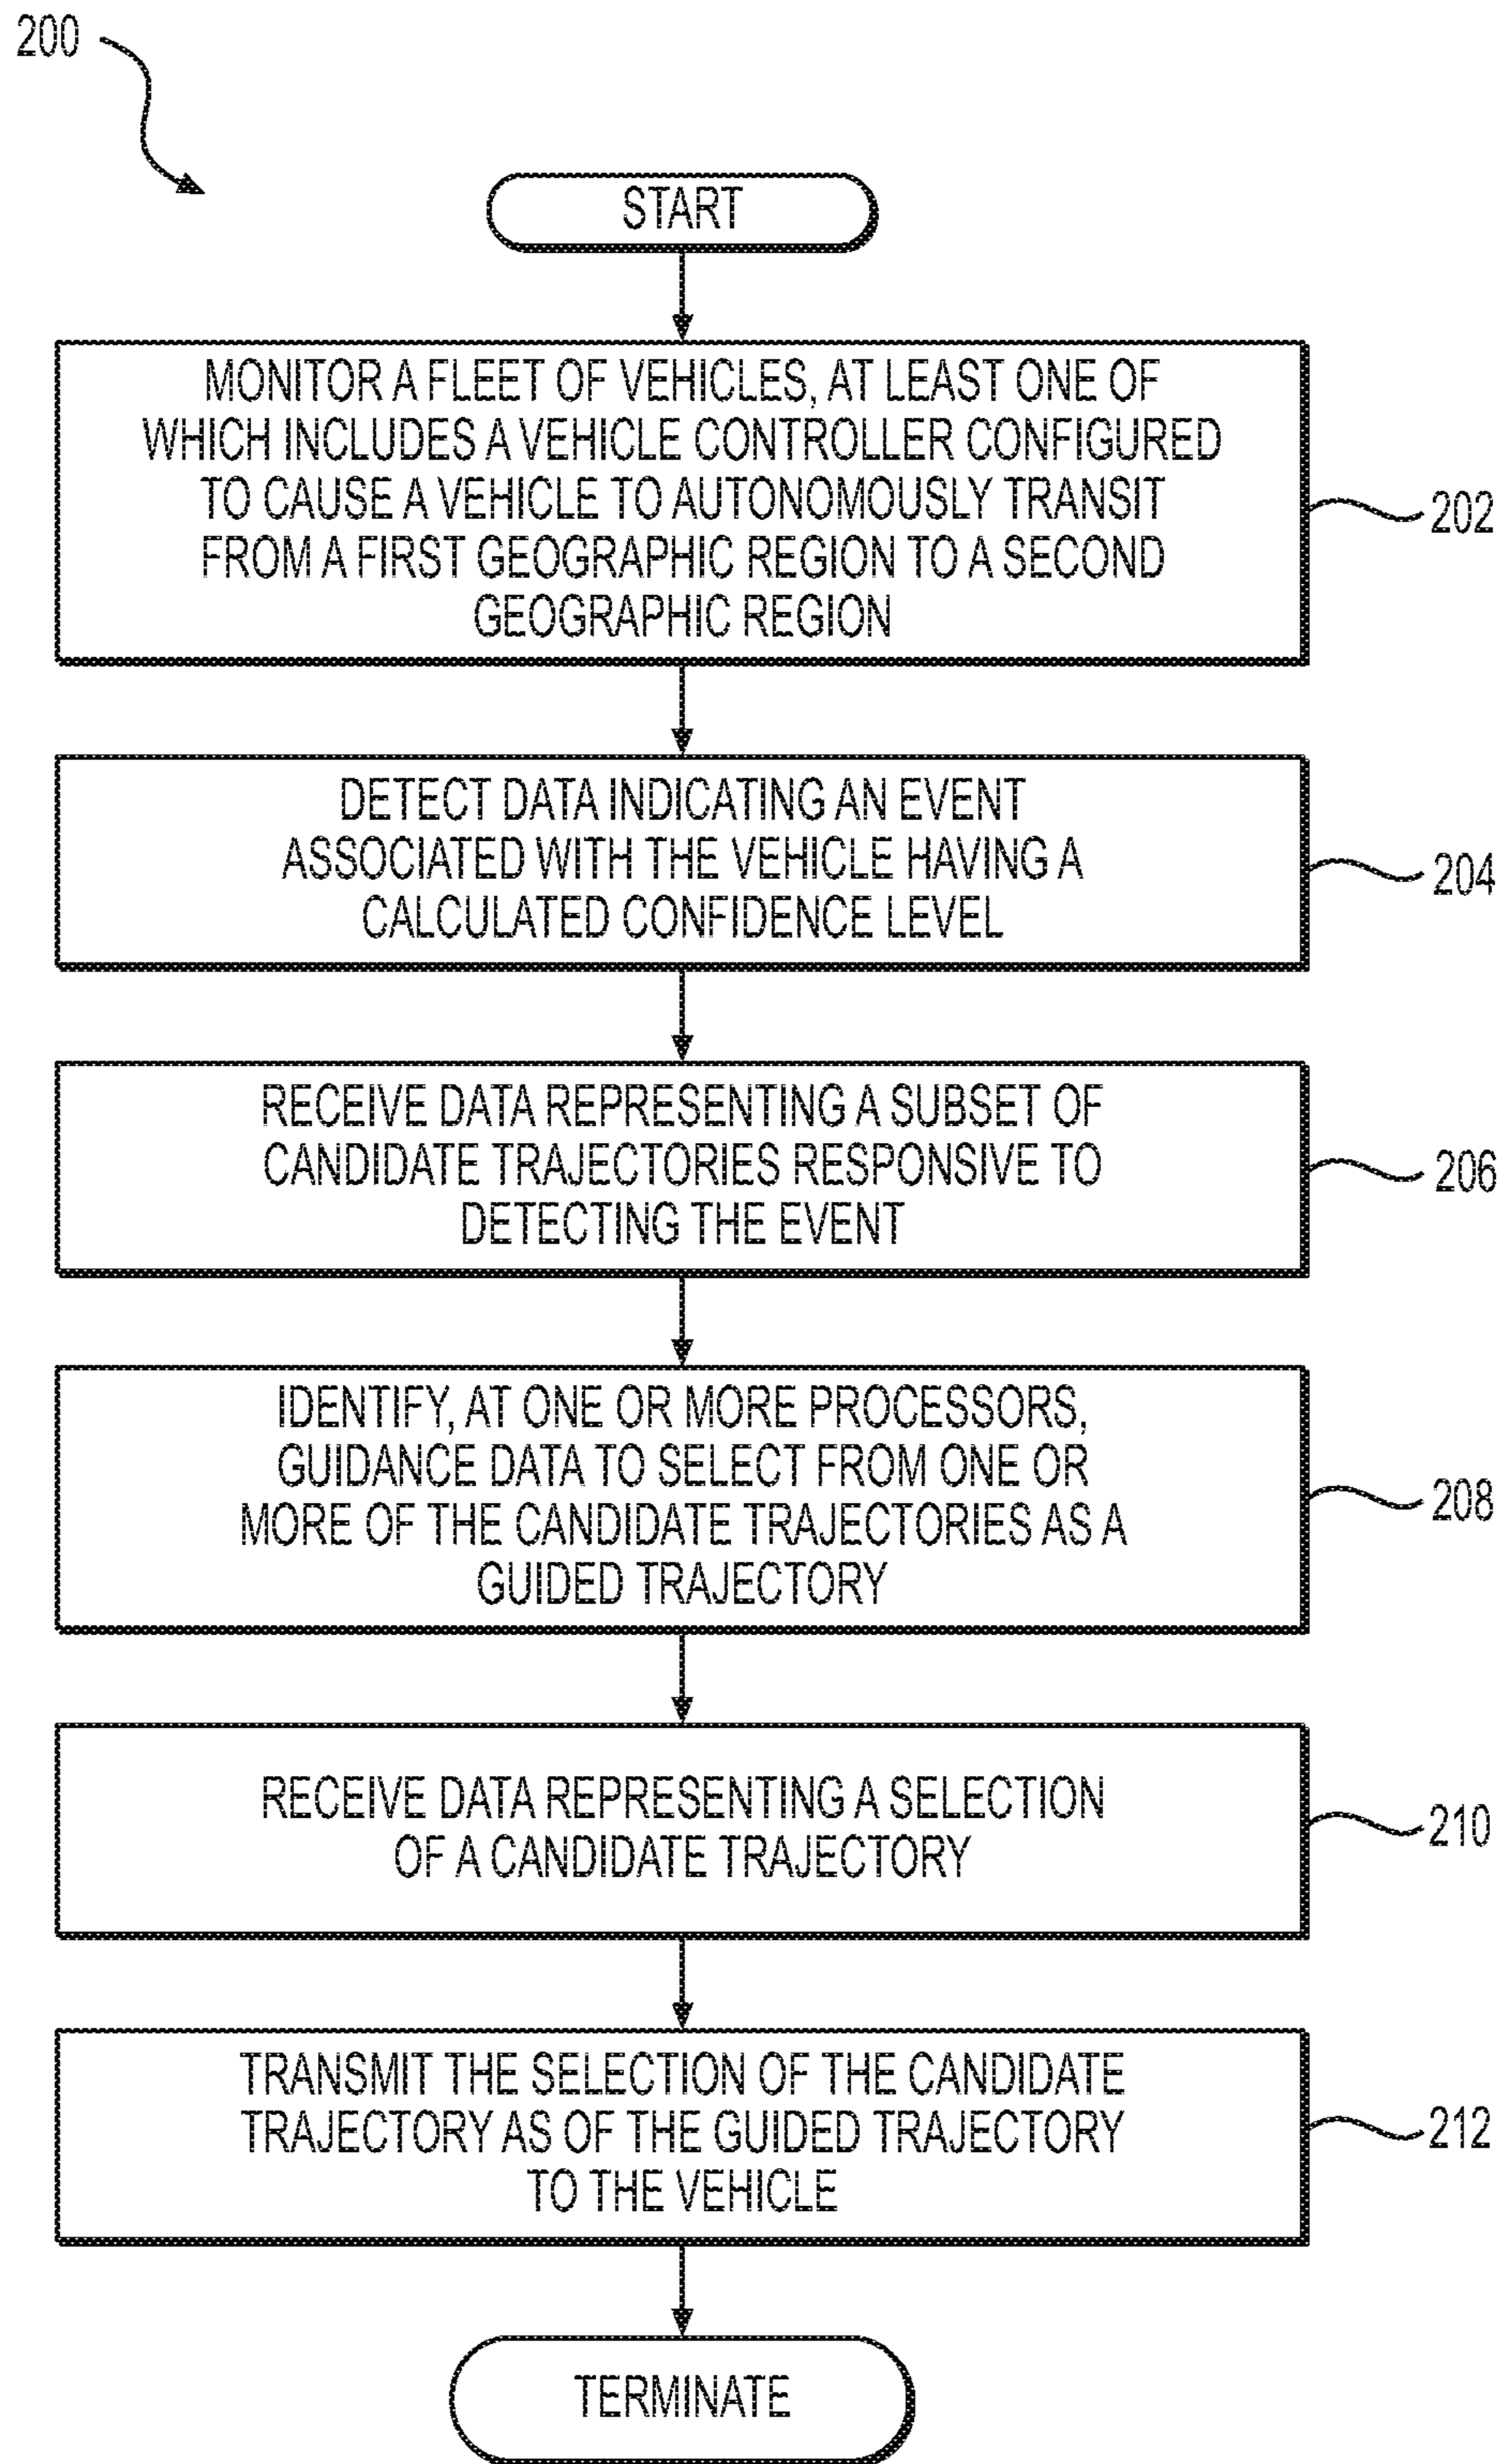 200
START
MONITOR A FLEET OF VEHICLES, AT LEAST ONE OF
WHICH INCLUDES A VEHICLE CONTROLLER CONFIGURED
TO CAUSE A VEHICLE TO AUTONOMOUSLY TRANSIT
FROM A FIRST GEOGRAPHIC REGION TO A SECOND
GEOGRAPHIC REGION
202
DETECT DATA INDICATING AN EVENT
ASSOCIATED WITH THE VEHICLE HAVING A
CALCULATED CONFIDENCE LEVEL
204
RECEIVE DATA REPRESENTING A SUBSET OF
CANDIDATE TRAJECTORIES RESPONSIVE TO
DETECTING THE EVENT
206
IDENTIFY, AT ONE OR MORE PROCESSORS,
GUIDANCE DATA TO SELECT FROM ONE OR
MORE OF THE CANDIDATE TRAJECTORIES AS A
GUIDED TRAJECTORY
208
RECEIVE DATA REPRESENTING A SELECTION
OF A CANDIDATE TRAJECTORY
210
TRANSMIT THE SELECTION OF THE CANDIDATE
TRAJECTORY AS OF THE GUIDED TRAJECTORY
TO THE VEHICLE
212
TERMINATE